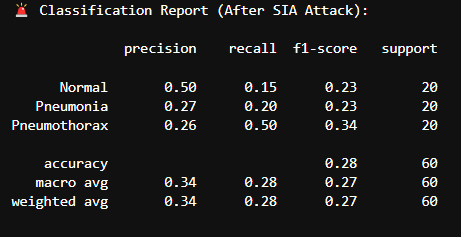 🚨 Classification Report (After SIA Attack):
precision recall f1-score support
Normal 0.50 0.15 0.23 20
Pneumonia 0.27 0.20 0.23 20
Pneumothorax 0.26 0.50 0.34 20
accuracy 0.28 60
macro avg 0.34 0.28 0.27 60
weighted avg 0.34 0.28 0.27 60